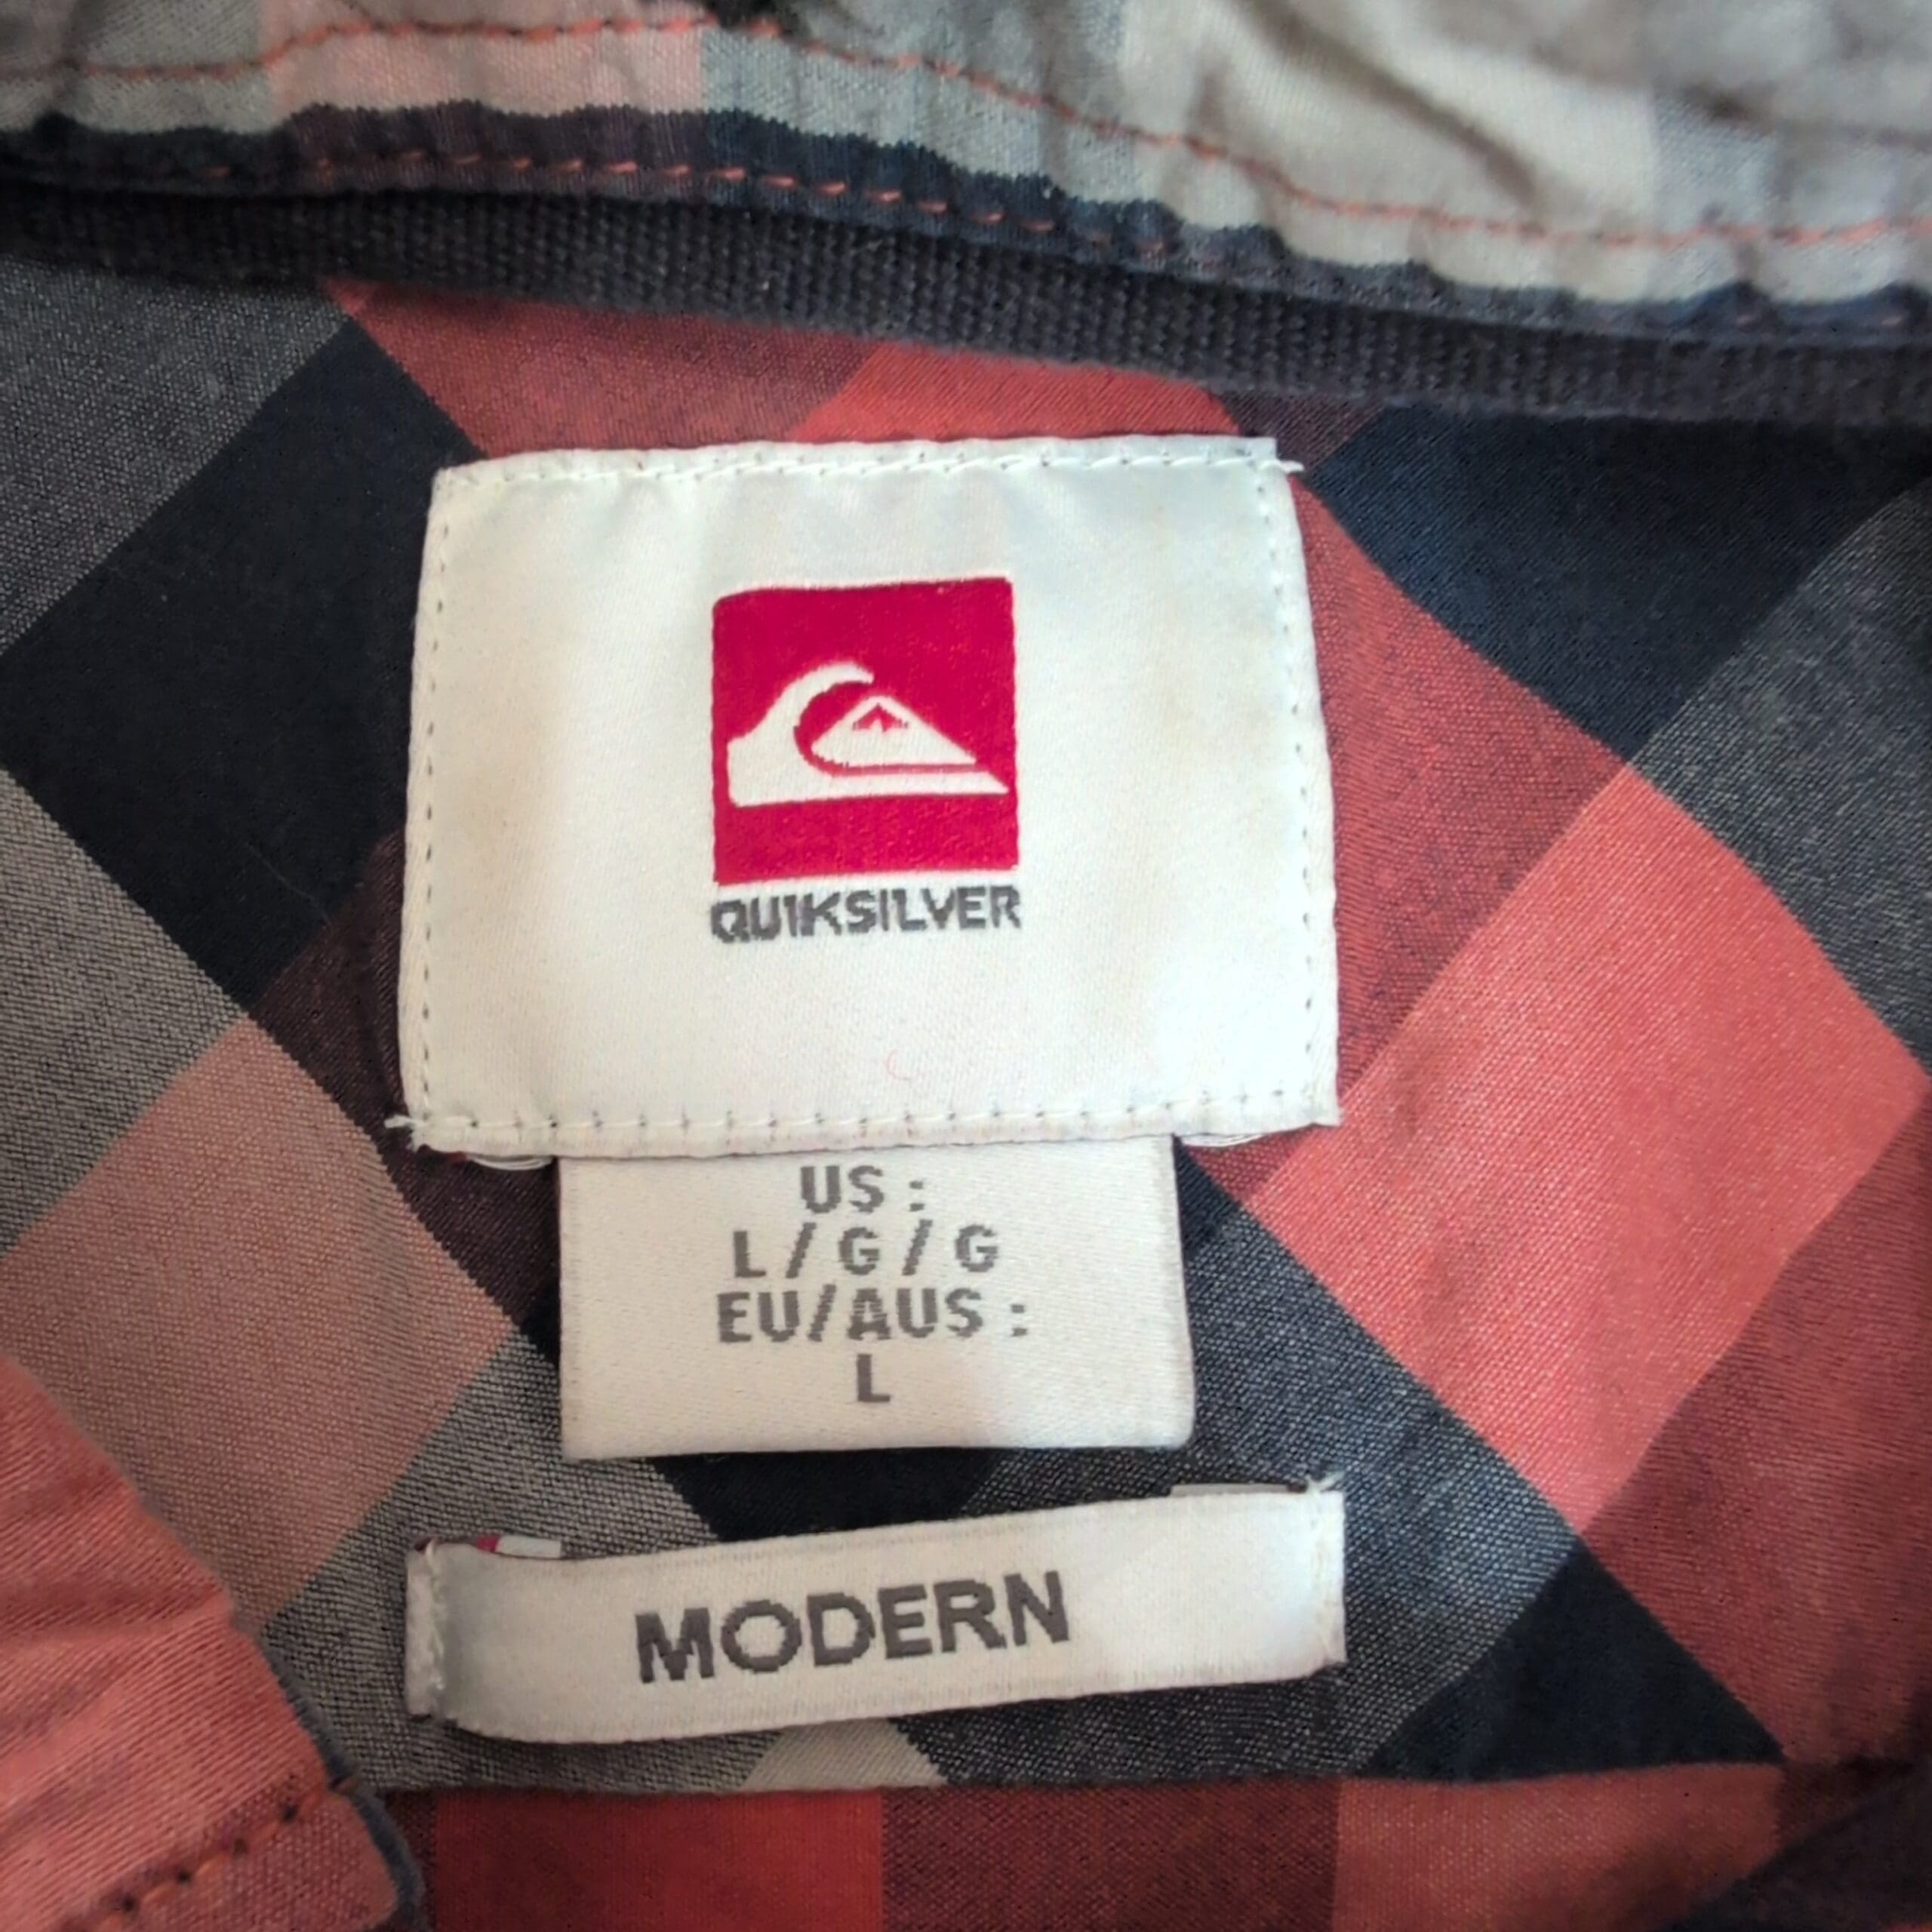 QUIKSILVER
US :
L / G / G
EU/AUS :
L
MODERN